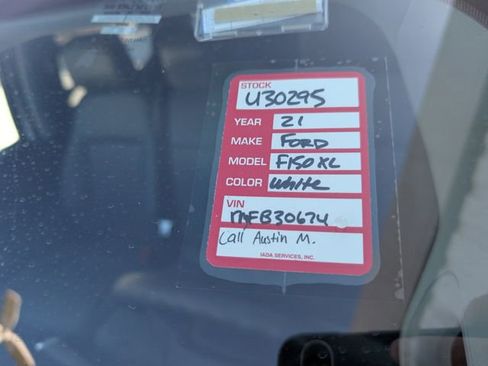 STOCK
U30295
YEAR 21
MAKE FORD
MODEL F150 XL
COLOR White
VIN
MFB30674
Call Austin M.
IADA SERVICES, INC.